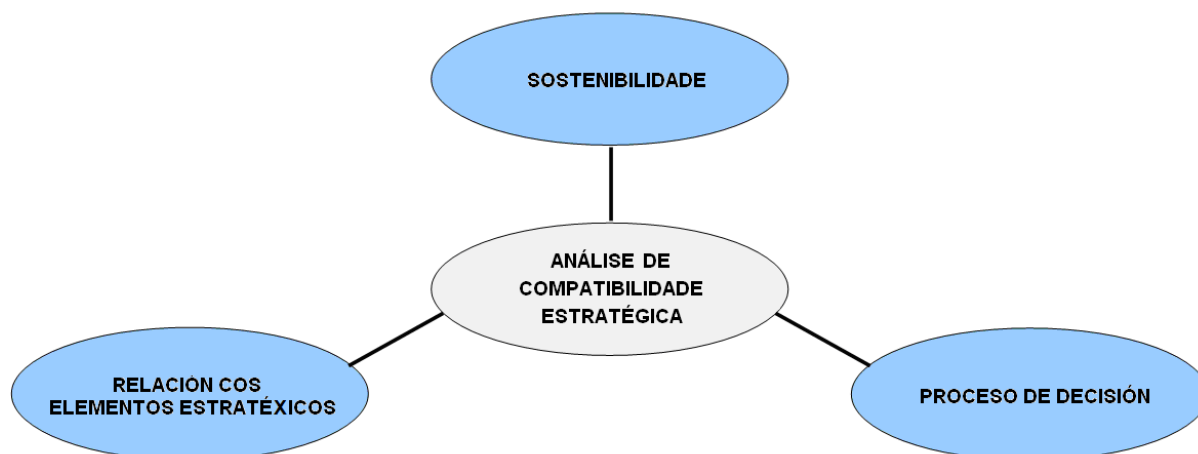 SOSTENIBILIDADE
ANÁLISE DE
COMPATIBILIDADE
ESTRATÉGICA
RELACIÓN COS
ELEMENTOS ESTRATÉXICOS
PROCESO DE DECISIÓN